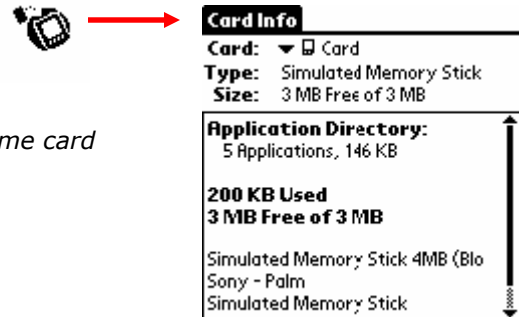 Card Info
Card: Card
Type: Simulated Memory Stick
Size: 3 MB Free of 3 MB
me card
Application Directory:
5 Applications, 146 KB
200 KB Used
3 MB Free of 3 MB
Simulated Memory Stick 4MB (Blo
Sony - Palm
Simulated Memory Stick